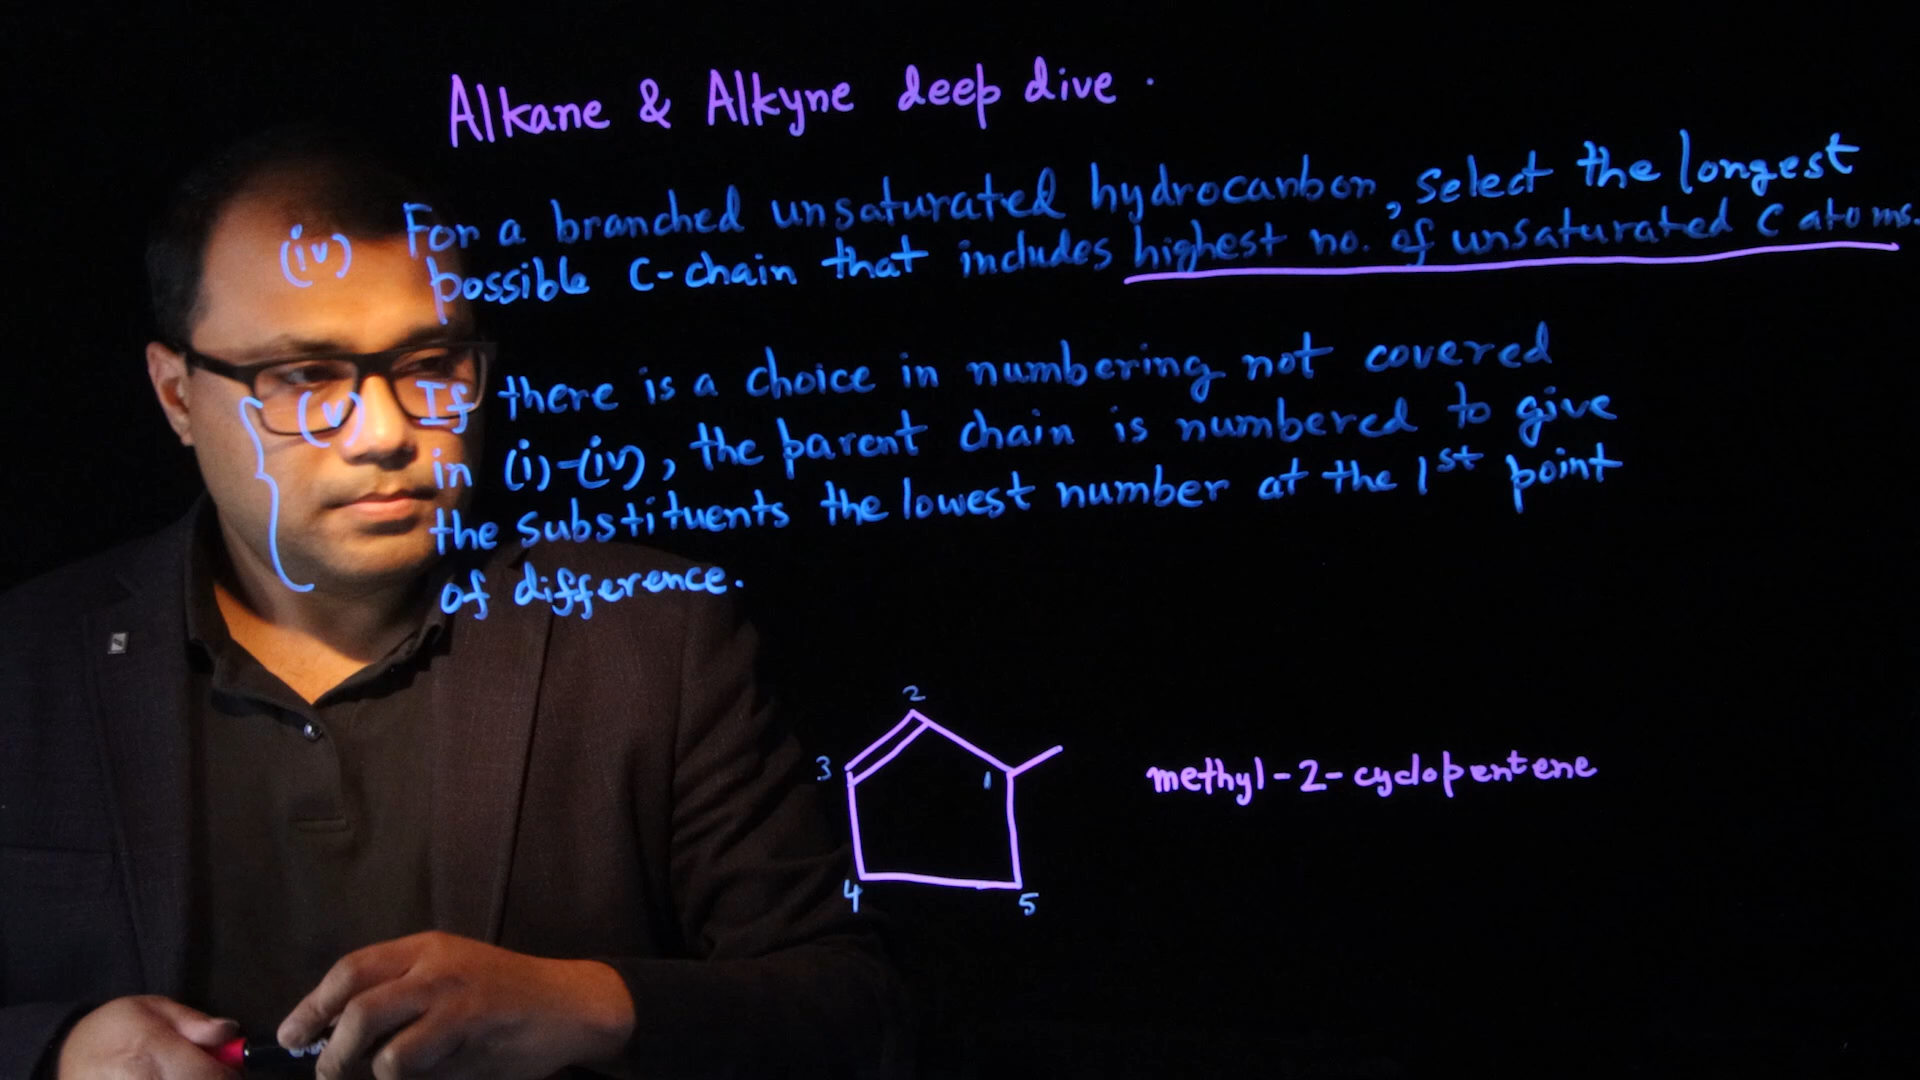 Alkane & Alkyne deep dive.
(iv) For a branched unsaturated hydrocarbon, select the longest
possible C-chain that includes highest no. of unsaturated C atoms.
(v) If there is a choice in numbering not covered
in (i)-(iv), the parent chain is numbered to give
the substituents the lowest number at the 1st point
of difference.
2
3
1
methyl-2-cyclopentene
4
5